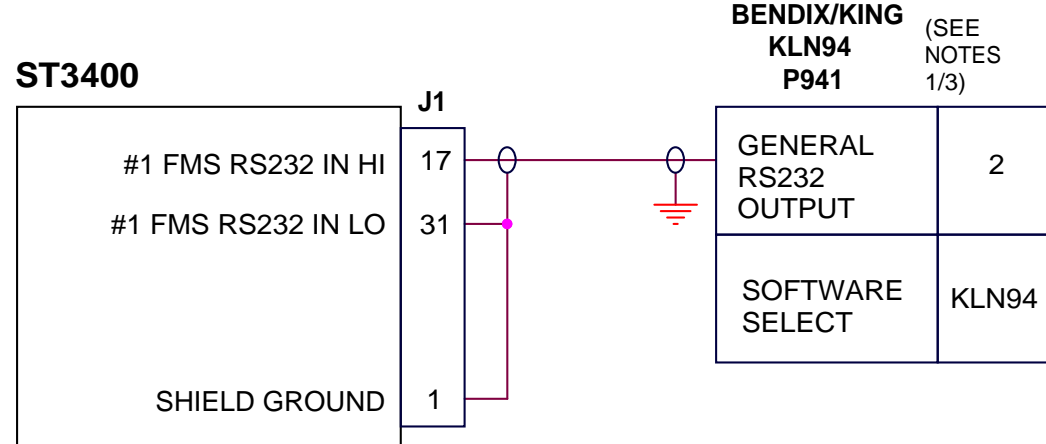 BENDIX/KING
KLN94
P941
(SEE
NOTES
1/3)
ST3400
J1
#1 FMS RS232 IN HI
17
#1 FMS RS232 IN LO
31
SHIELD GROUND
1
GENERAL
RS232
OUTPUT
2
SOFTWARE
SELECT
KLN94